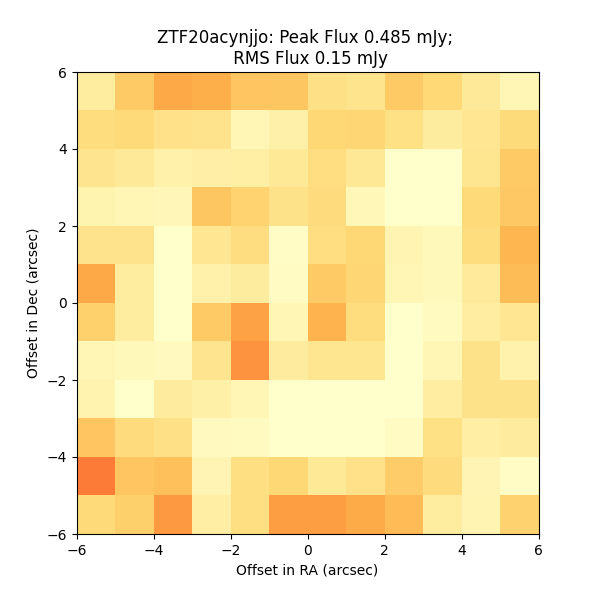 ZTF20acynjjo: Peak Flux 0.485 mJy;
RMS Flux 0.15 mJy
6
4
2
0
−2
−4
−6
Offset in Dec (arcsec)
−6 −4 −2 0 2 4 6
Offset in RA (arcsec)